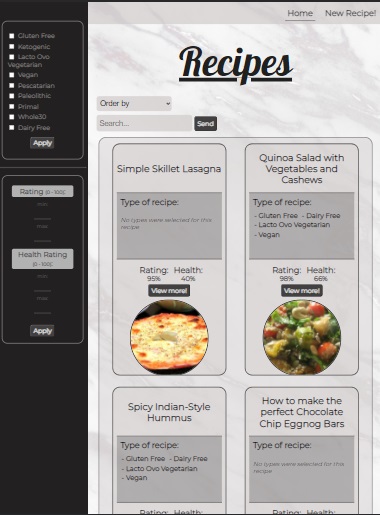 Home New Recipe!
Gluten Free
Ketogenic
Lacto Ovo
Vegetarian
Vegan
Pescatarian
Paleolithic
Primal
Whole30
Dairy Free
Apply
Rating (0 - 100):
min
max
Health Rating
(0 - 100):
min
max
Apply
Recipes
Order by
Search...
Send
Simple Skillet Lasagna
Type of recipe:
No types were selected for this
recipe
Rating: Health:
95% 40%
View more!
Quinoa Salad with
Vegetables and
Cashews
Type of recipe:
- Gluten Free - Dairy Free
- Lacto Ovo Vegetarian
- Vegan
Rating: Health:
98% 66%
View more!
Spicy Indian-Style
Hummus
Type of recipe:
- Gluten Free - Dairy Free
- Lacto Ovo Vegetarian
- Vegan
Rating: Health:
How to make the
perfect Chocolate
Chip Eggnog Bars
Type of recipe:
No types were selected for this
recipe
Rating: Health: